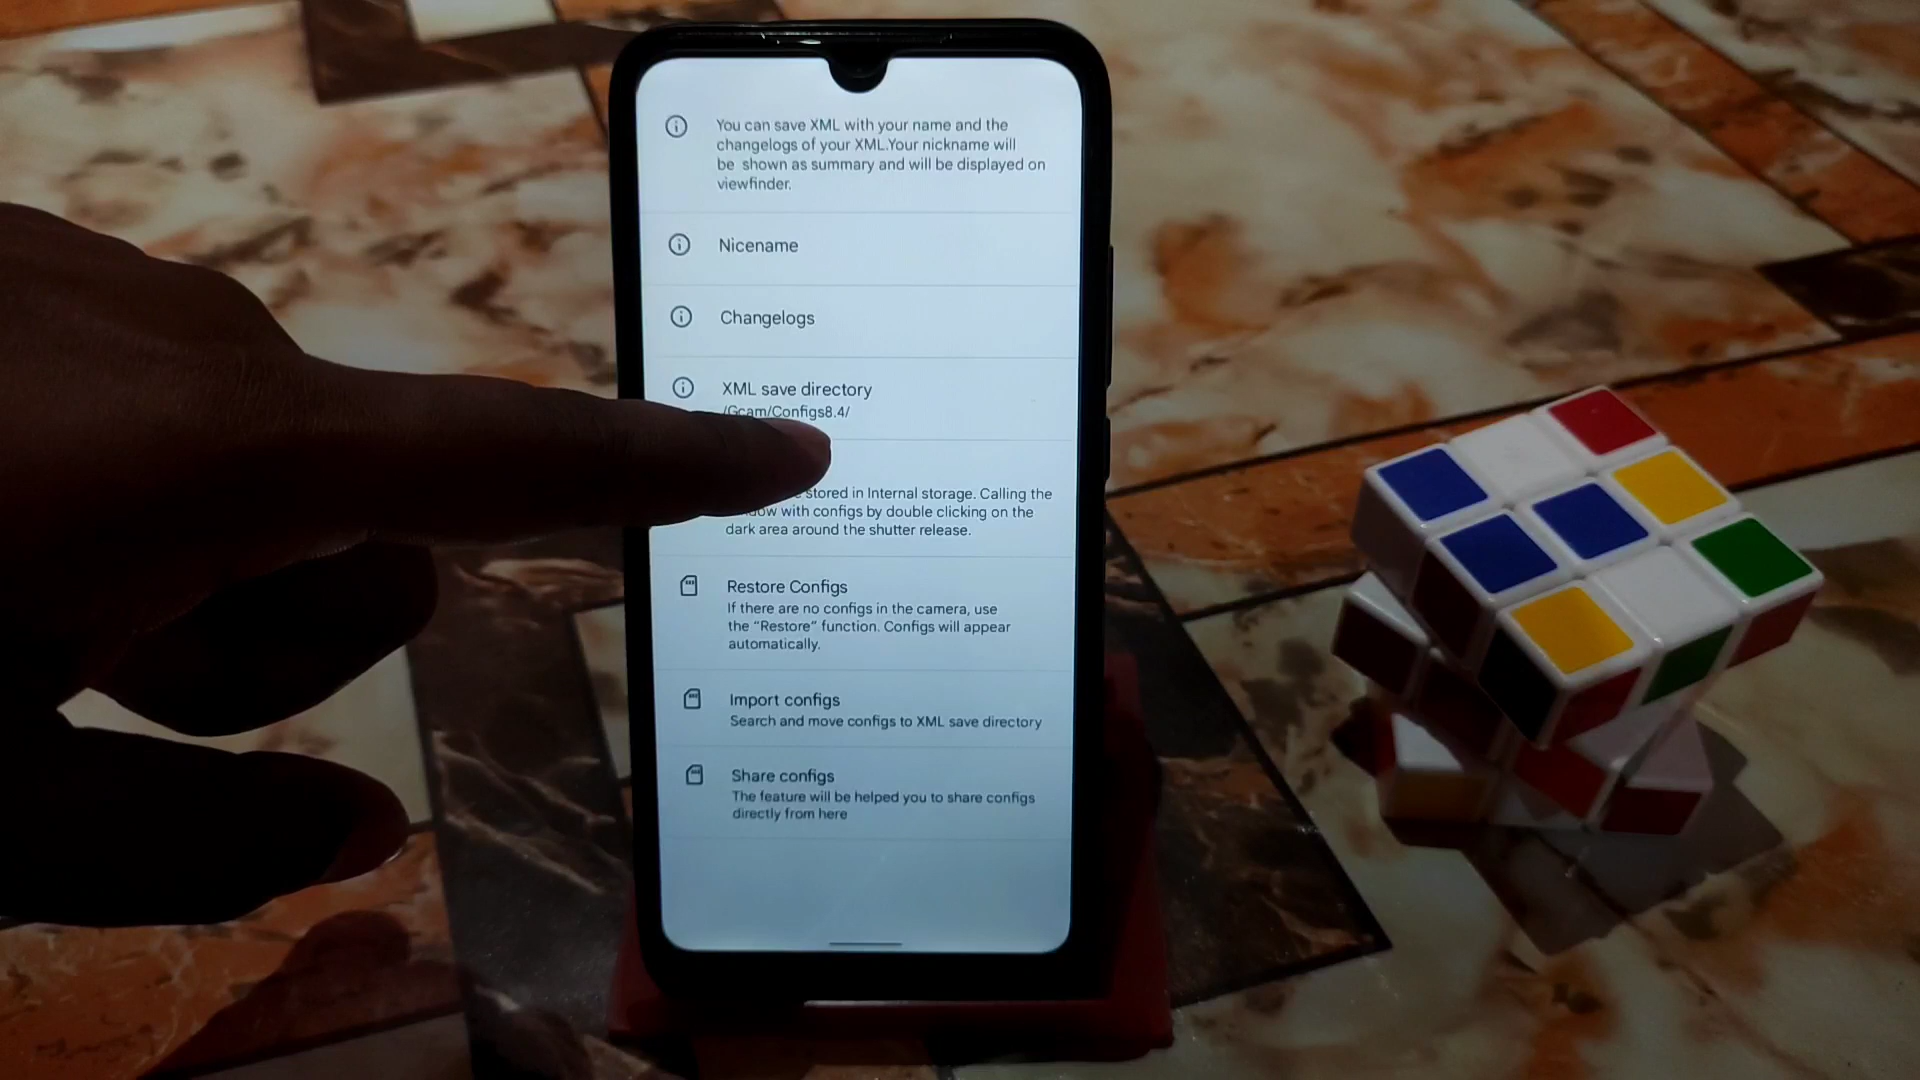 You can save XML with your name and the
changelogs of your XML.Your nickname will
be shown as summary and will be displayed on
viewfinder.
Nicename
Changelogs
XML save directory
/Gcam/Configs8.4/
stored in Internal storage. Calling the
with configs by double clicking on the
dark area around the shutter release.
Restore Configs
If there are no configs in the camera, use
the “Restore” function. Configs will appear
automatically.
Import configs
Search and move configs to XML save directory
Share configs
The feature will be helped you to share configs
directly from here